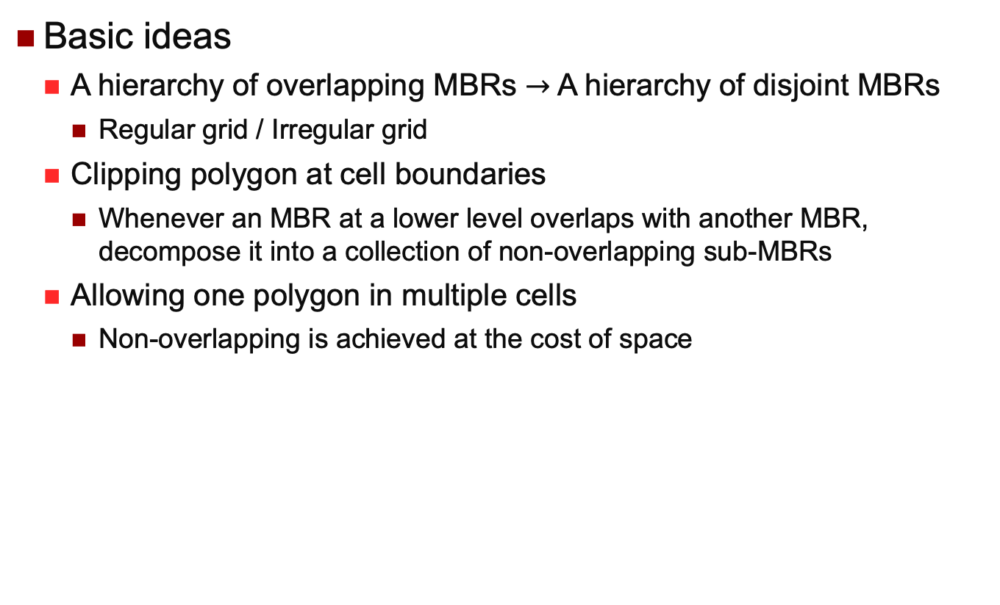 Basic ideas
A hierarchy of overlapping MBRs → A hierarchy of disjoint MBRs
Regular grid / Irregular grid
Clipping polygon at cell boundaries
Whenever an MBR at a lower level overlaps with another MBR,
decompose it into a collection of non-overlapping sub-MBRs
Allowing one polygon in multiple cells
Non-overlapping is achieved at the cost of space